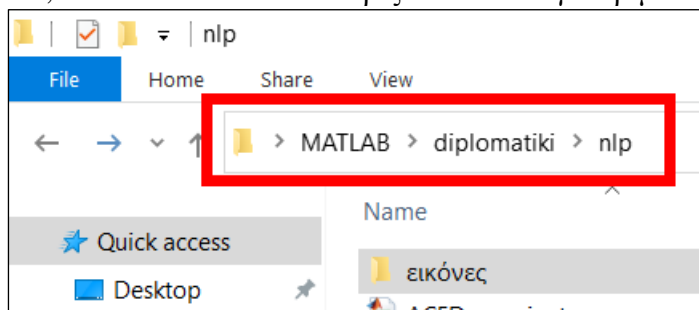 nlp
File Home Share View
MATLAB > diplomatiki > nlp
Name
Quick access
εικόνες
Desktop